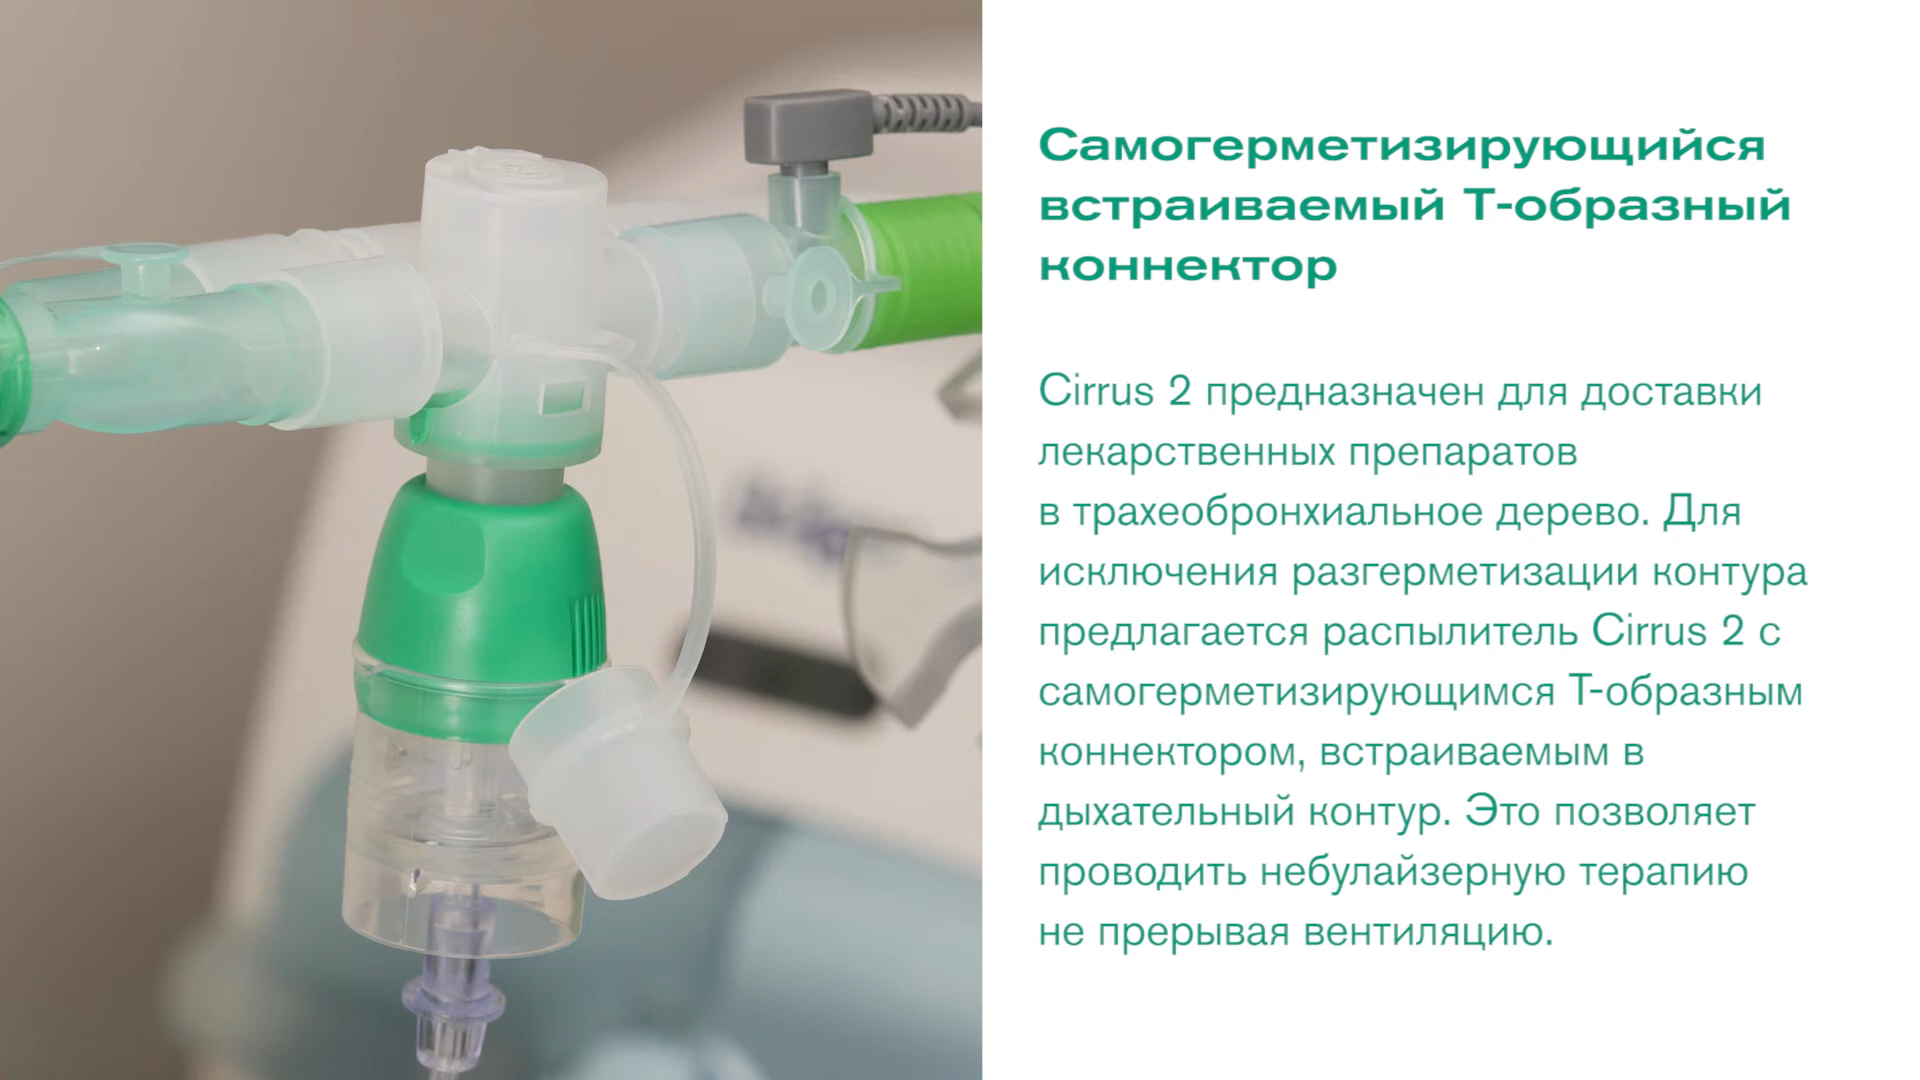 Самогерметизирующийся
встраиваемый Т-образный
коннектор
Cirrus 2 предназначен для доставки
лекарственных препаратов
в трахеобронхиальное дерево. Для
исключения разгерметизации контура
предлагается распылитель Cirrus 2 с
самогерметизирующимся Т-образным
коннектором, встраиваемым в
дыхательный контур. Это позволяет
проводить небулайзерную терапию
не прерывая вентиляцию.